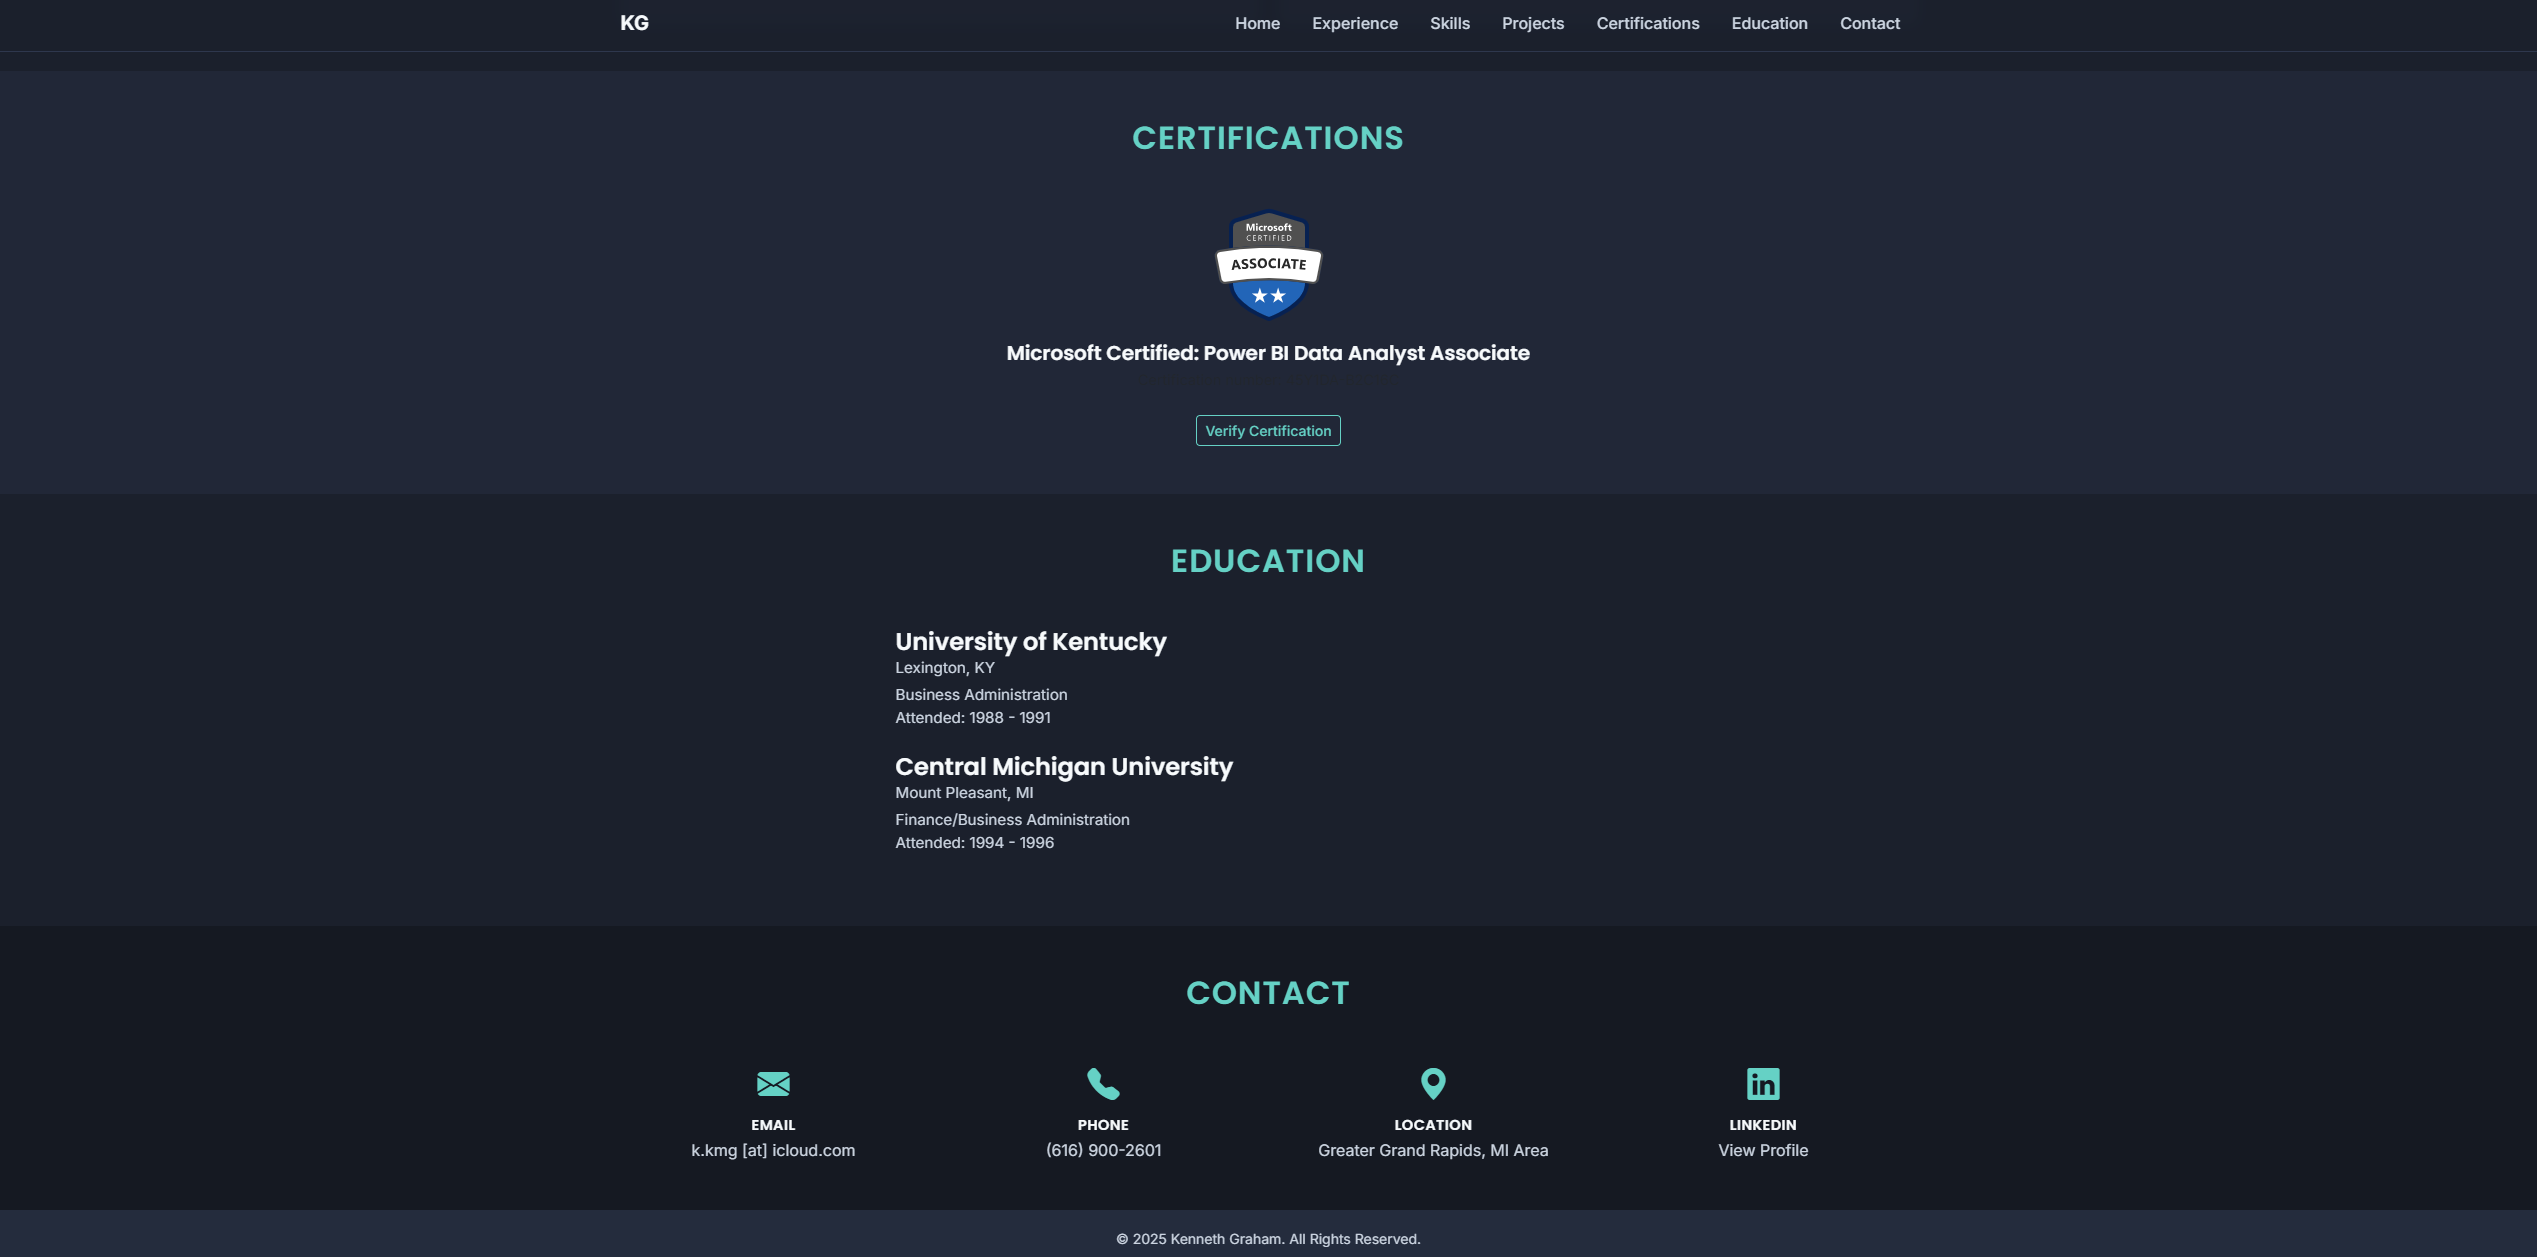 KG
Home Experience Skills Projects Certifications Education Contact
CERTIFICATIONS
Microsoft
CERTIFIED
ASSOCIATE
Microsoft Certified: Power BI Data Analyst Associate
Verify Certification
EDUCATION
University of Kentucky
Lexington, KY
Business Administration
Attended: 1988 - 1991
Central Michigan University
Mount Pleasant, MI
Finance/Business Administration
Attended: 1994 - 1996
CONTACT
EMAIL
k.kmg [at] icloud.com
PHONE
(616) 900-2601
LOCATION
Greater Grand Rapids, MI Area
in
LINKEDIN
View Profile
© 2025 Kenneth Graham. All Rights Reserved.